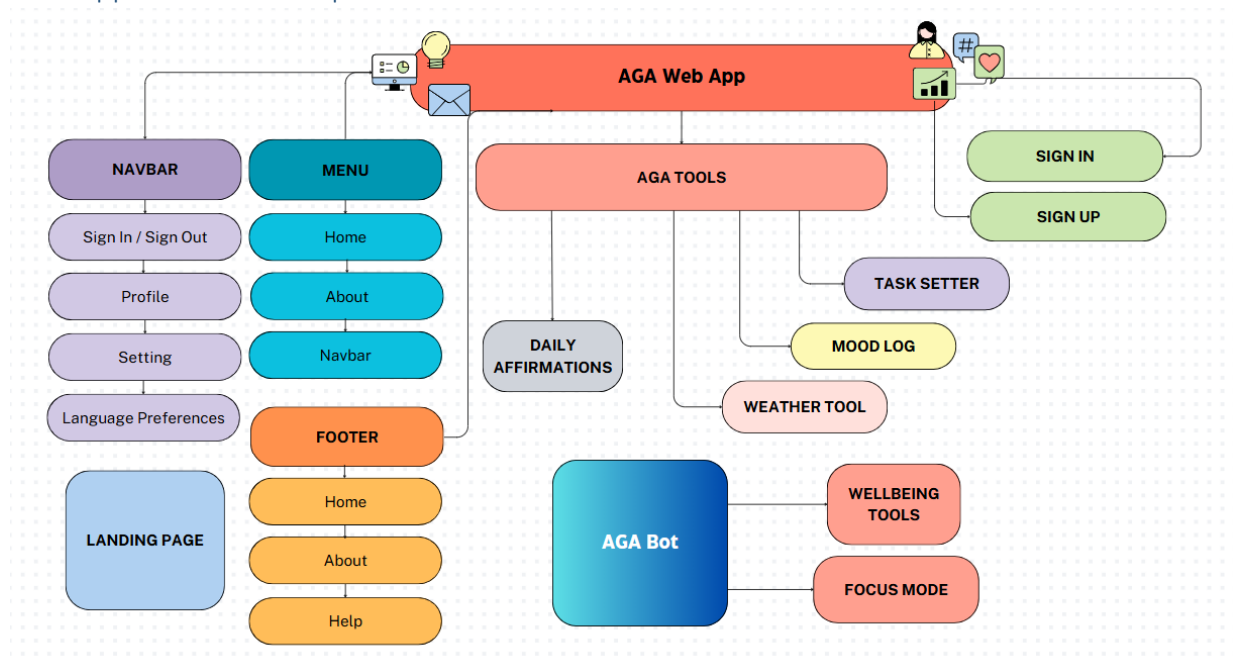 AGA Web App
NAVBAR
Sign In / Sign Out
Profile
Setting
Language Preferences
MENU
Home
About
Navbar
FOOTER
Home
About
Help
LANDING PAGE
AGA TOOLS
DAILY
AFFIRMATIONS
TASK SETTER
MOOD LOG
WEATHER TOOL
SIGN IN
SIGN UP
#
AGA Bot
WELLBEING
TOOLS
FOCUS MODE